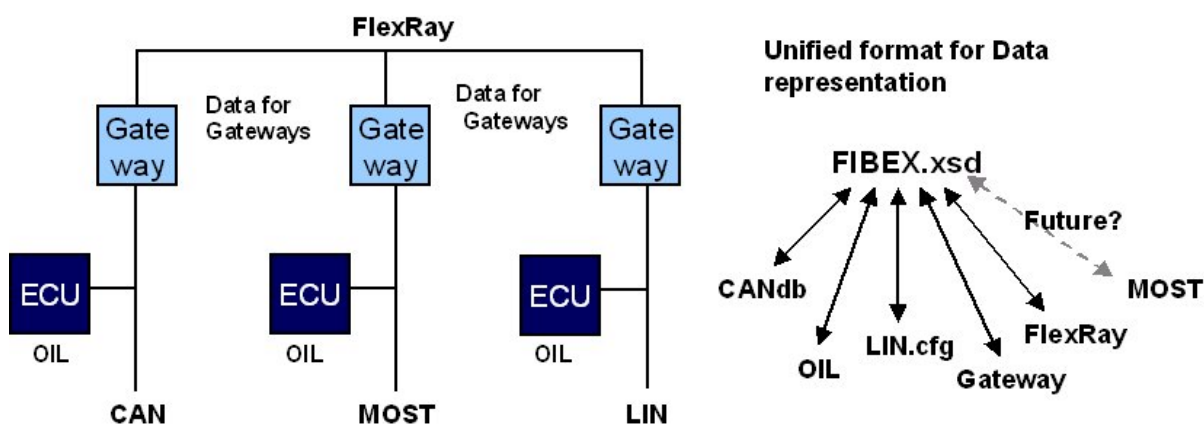 FlexRay
Data for
Gateways
Data for
Gateways
Gate
way
Gate
way
Gate
way
ECU
OIL
ECU
OIL
ECU
OIL
CAN
MOST
LIN
Unified format for Data
representation
FIBEX.xsd
Future?
CANdb
OIL
LIN.cfg
Gateway
FlexRay
MOST